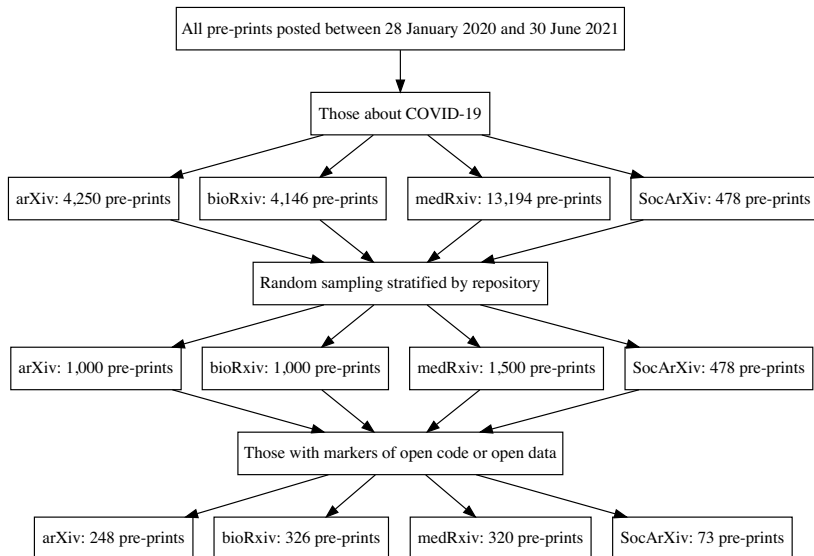 All pre-prints posted between 28 January 2020 and 30 June 2021
Those about COVID-19
arXiv: 4,250 pre-prints
bioRxiv: 4,146 pre-prints
medRxiv: 13,194 pre-prints
SocArXiv: 478 pre-prints
Random sampling stratified by repository
arXiv: 1,000 pre-prints
bioRxiv: 1,000 pre-prints
medRxiv: 1,500 pre-prints
SocArXiv: 478 pre-prints
Those with markers of open code or open data
arXiv: 248 pre-prints
bioRxiv: 326 pre-prints
medRxiv: 320 pre-prints
SocArXiv: 73 pre-prints